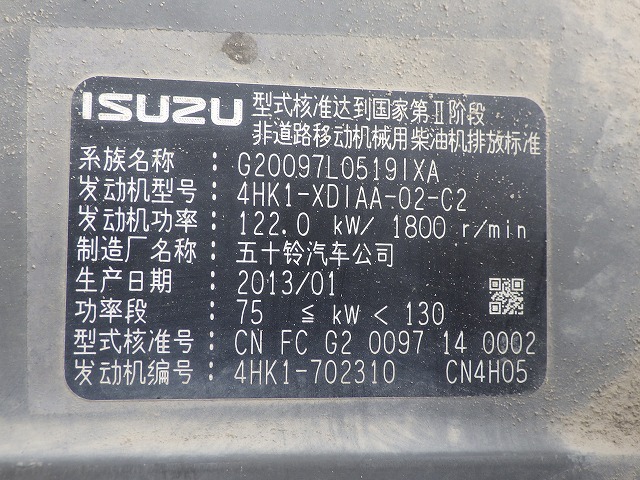 ISUZU 型式核准达到国家第Ⅱ阶段
非道路移动机械用柴油机排放标准
系族名称 : G20097L0519IXA
发动机型号 : 4HK1-XDIAA-02-C2
发动机功率 : 122.0 kW/ 1800 r/min
制造厂名称 : 五十铃汽车公司
生产日期 : 2013/01
功率段 : 75 ≦ kW < 130
型式核准号 : CN FC G2 0097 14 0002
发动机编号 : 4HK1-702310 CN4H05